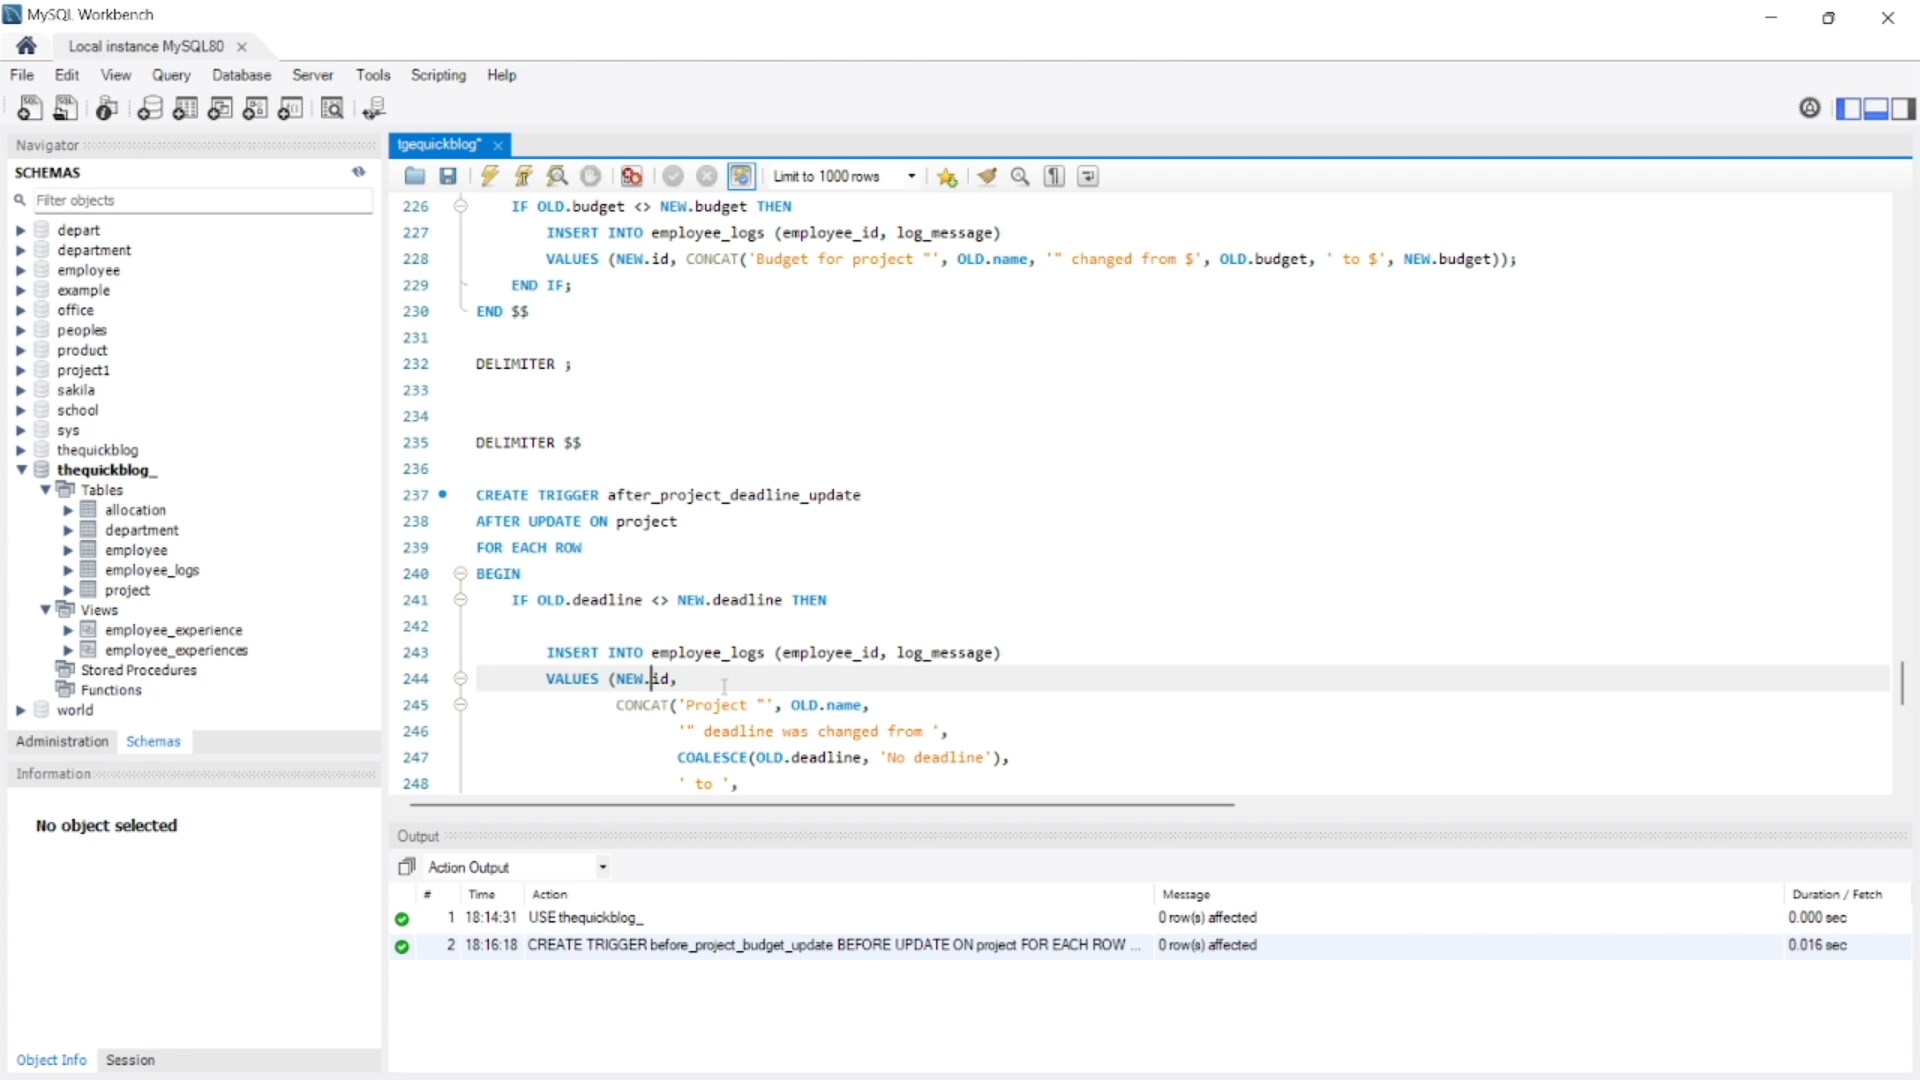 MySQL Workbench
Local instance MySQL80
File Edit View Query Database Server Tools Scripting Help
Navigator
SCHEMAS
Filter objects
depart
department
employee
example
office
peoples
product
project1
sakila
school
sys
thequickblog
thequickblog_
Tables
allocation
department
employee
employee_logs
project
Views
employee_experience
employee_experiences
Stored Procedures
Functions
world
Administration Schemas
Information
No object selected
Object Info Session
tgequickblog*
Limit to 1000 rows
226 IF OLD.budget <> NEW.budget THEN
227 INSERT INTO employee_logs (employee_id, log_message)
228 VALUES (NEW.id, CONCAT('Budget for project "', OLD.name, '" changed from $', OLD.budget, ' to $', NEW.budget));
229 END IF;
230 END $$
231
232 DELIMITER ;
233
234
235 DELIMITER $$
236
237 CREATE TRIGGER after_project_deadline_update
238 AFTER UPDATE ON project
239 FOR EACH ROW
240 BEGIN
241 IF OLD.deadline <> NEW.deadline THEN
242
243 INSERT INTO employee_logs (employee_id, log_message)
244 VALUES (NEW.id,
245 CONCAT('Project "', OLD.name,
246 '" deadline was changed from ',
247 COALESCE(OLD.deadline, 'No deadline'),
248 ' to ',
Output
Action Output
# Time Action Message Duration / Fetch
1 18:14:31 USE thequickblog_ 0 row(s) affected 0.000 sec
2 18:16:18 CREATE TRIGGER before_project_budget_update BEFORE UPDATE ON project FOR EACH ROW ... 0 row(s) affected 0.016 sec